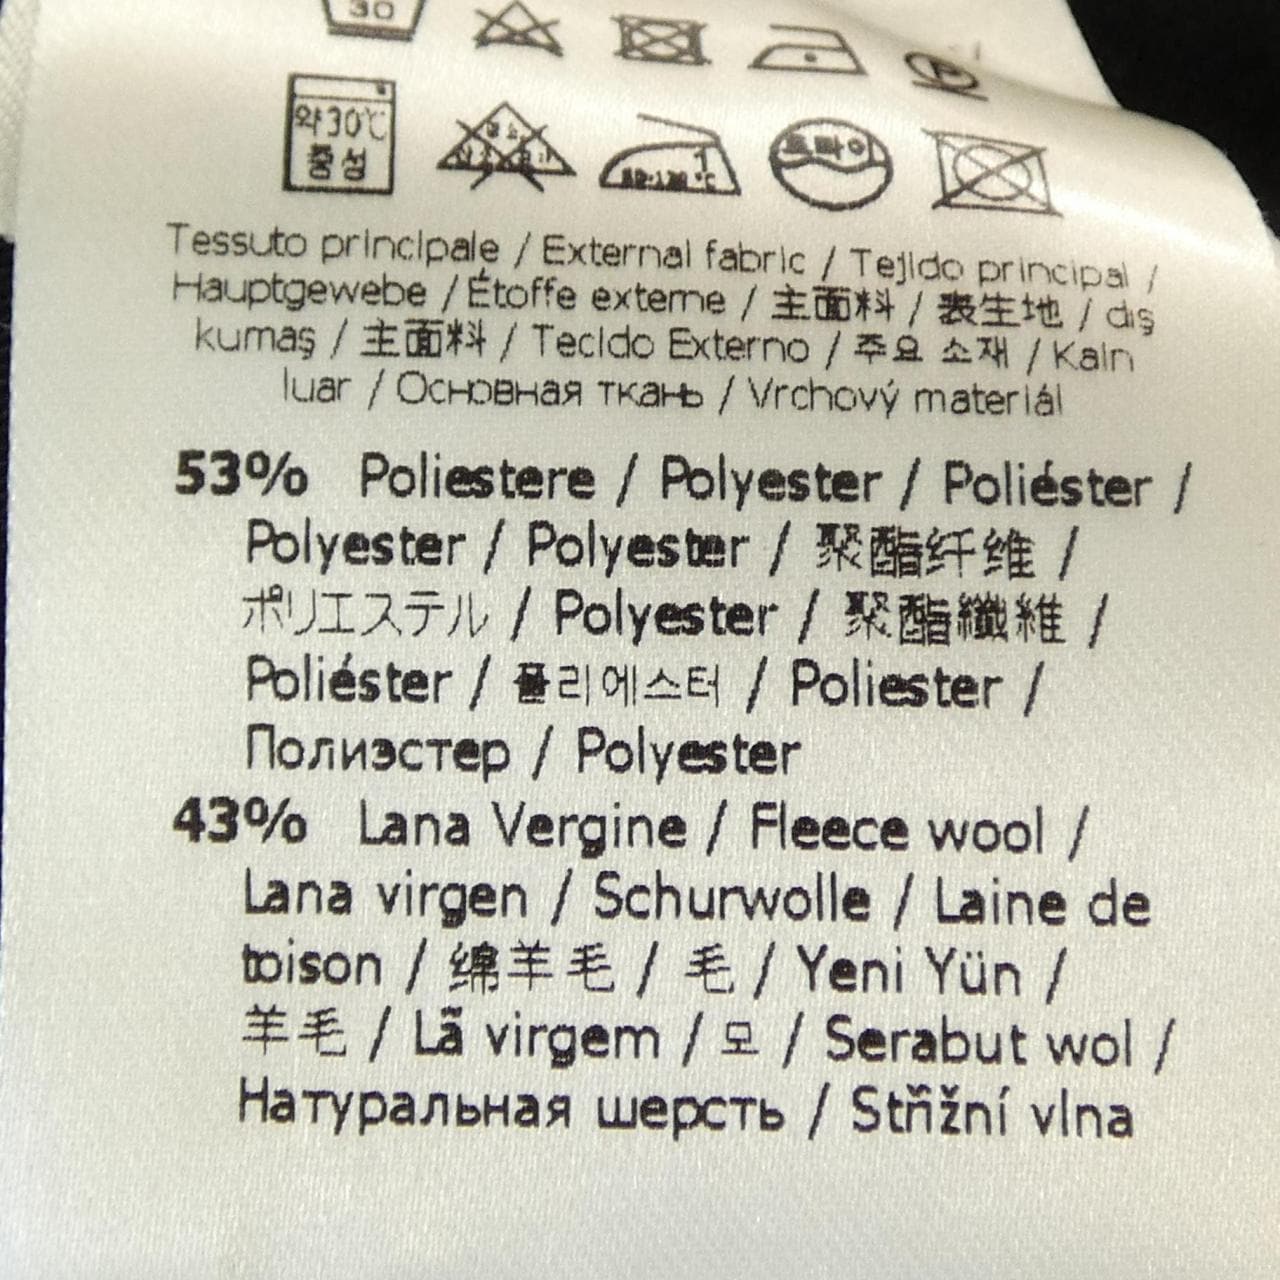 30
약30℃
중성
드라이
Tessuto principale / External fabric / Tejido principal /
Hauptgewebe / Étoffe externe / 主面料 / 表生地 / dış
kumaş / 主面料 / Tecido Externo / 주요 소재 / Kain
luar / Основная ткань / Vrchový materiál
53% Poliestere / Polyester / Poliéster /
Polyester / Polyester / 聚酯纤维 /
ポリエステル / Polyester / 聚酯纖維 /
Poliéster / 폴리에스터 / Poliester /
Полиэстер / Polyester
43% Lana Vergine / Fleece wool /
Lana virgen / Schurwolle / Laine de
toison / 绵羊毛 / 毛 / Yeni Yün /
羊毛 / Lã virgem / 모 / Serabut wol /
Натуральная шерсть / Střižní vlna